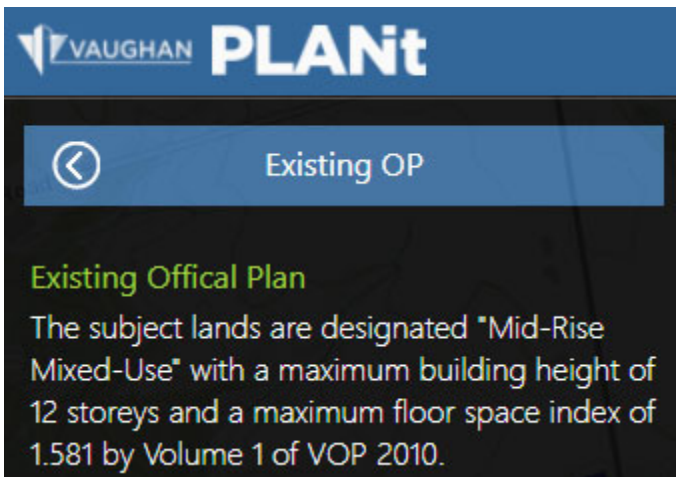 VAUGHAN PLANt
Existing OP
Existing Offical Plan
The subject lands are designated "Mid-Rise
Mixed-Use" with a maximum building height of
12 storeys and a maximum floor space index of
1.581 by Volume 1 of VOP 2010.